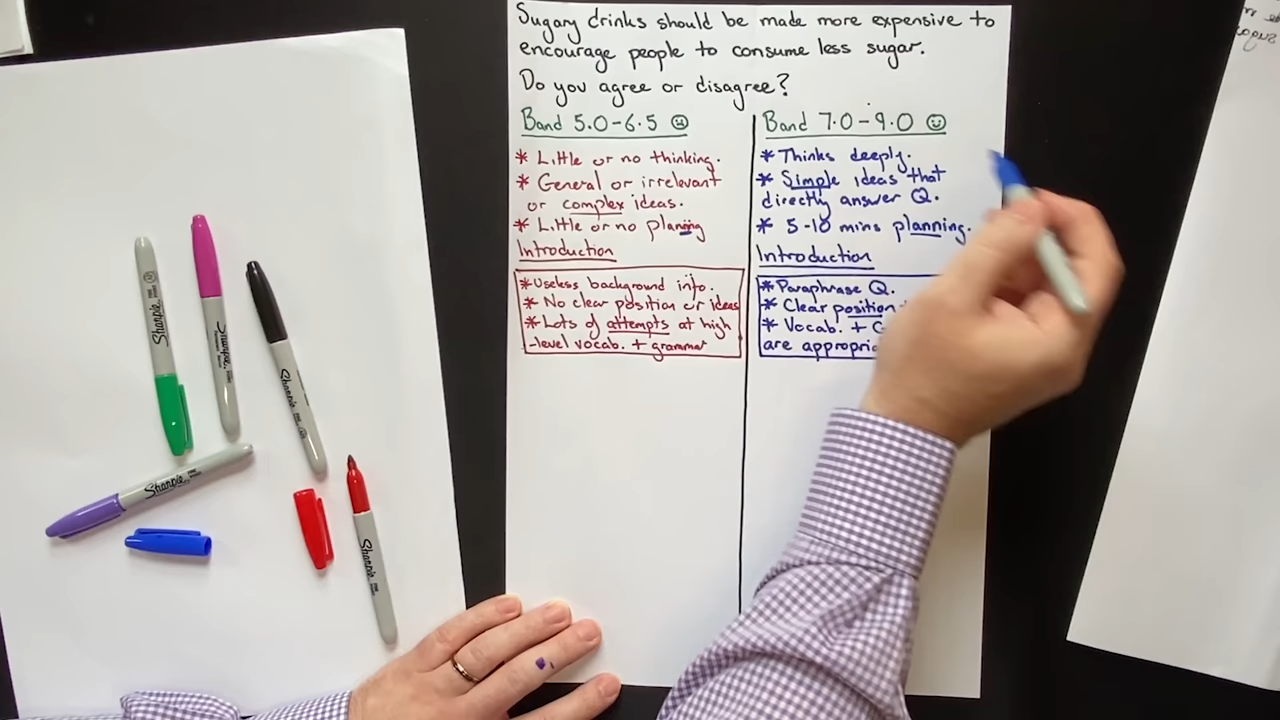 Sugary drinks should be made more expensive to
encourage people to consume less sugar.
Do you agree or disagree?
Band 5.0-6.5 ☹
* Little or no thinking.
* General or irrelevant
or complex ideas.
* Little or no planning
Introduction
*Useless background info.
* No clear position or ideas
*Lots of attempts at high
-level vocab. + grammar
Band 7.0-9.0 ☺
* Thinks deeply.
* Simple ideas that
directly answer Q.
* 5-10 mins planning.
Introduction
*Paraphrase Q.
* Clear position
* Vocab. +
are
Sharpie
Sharpie
Sharpie
Sharpie
Sharpie